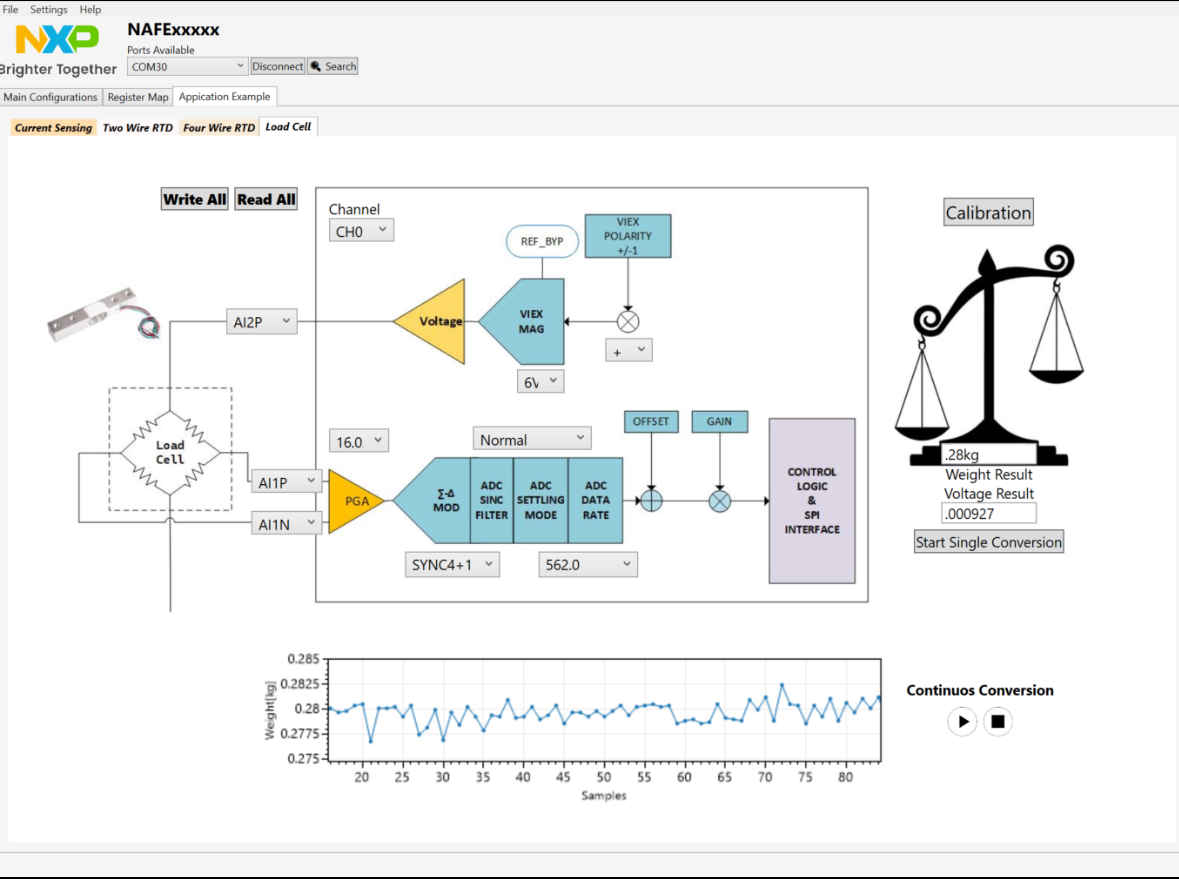 File Settings Help
NXP
Brighter Together
NAFExxxxx
Ports Available
COM30 Disconnect Search
Main Configurations Register Map Appication Example
Current Sensing Two Wire RTD Four Wire RTD Load Cell
Write All Read All
Channel
CH0
REF_BYP
VIEX
POLARITY
+/-1
AI2P
Voltage
VIEX
MAG
+
6V
Calibration
Load
Cell
16.0
Normal
OFFSET
GAIN
AI1P
AI1N
PGA
Σ-Δ
MOD
ADC
SINC
FILTER
ADC
SETTLING
MODE
ADC
DATA
RATE
CONTROL
LOGIC
&
SPI
INTERFACE
SYNC4+1
562.0
.28kg
Weight Result
Voltage Result
.000927
Start Single Conversion
Weight[kg]
0.285
0.2825
0.28
0.2775
0.275
20 25 30 35 40 45 50 55 60 65 70 75 80
Samples
Continuos Conversion